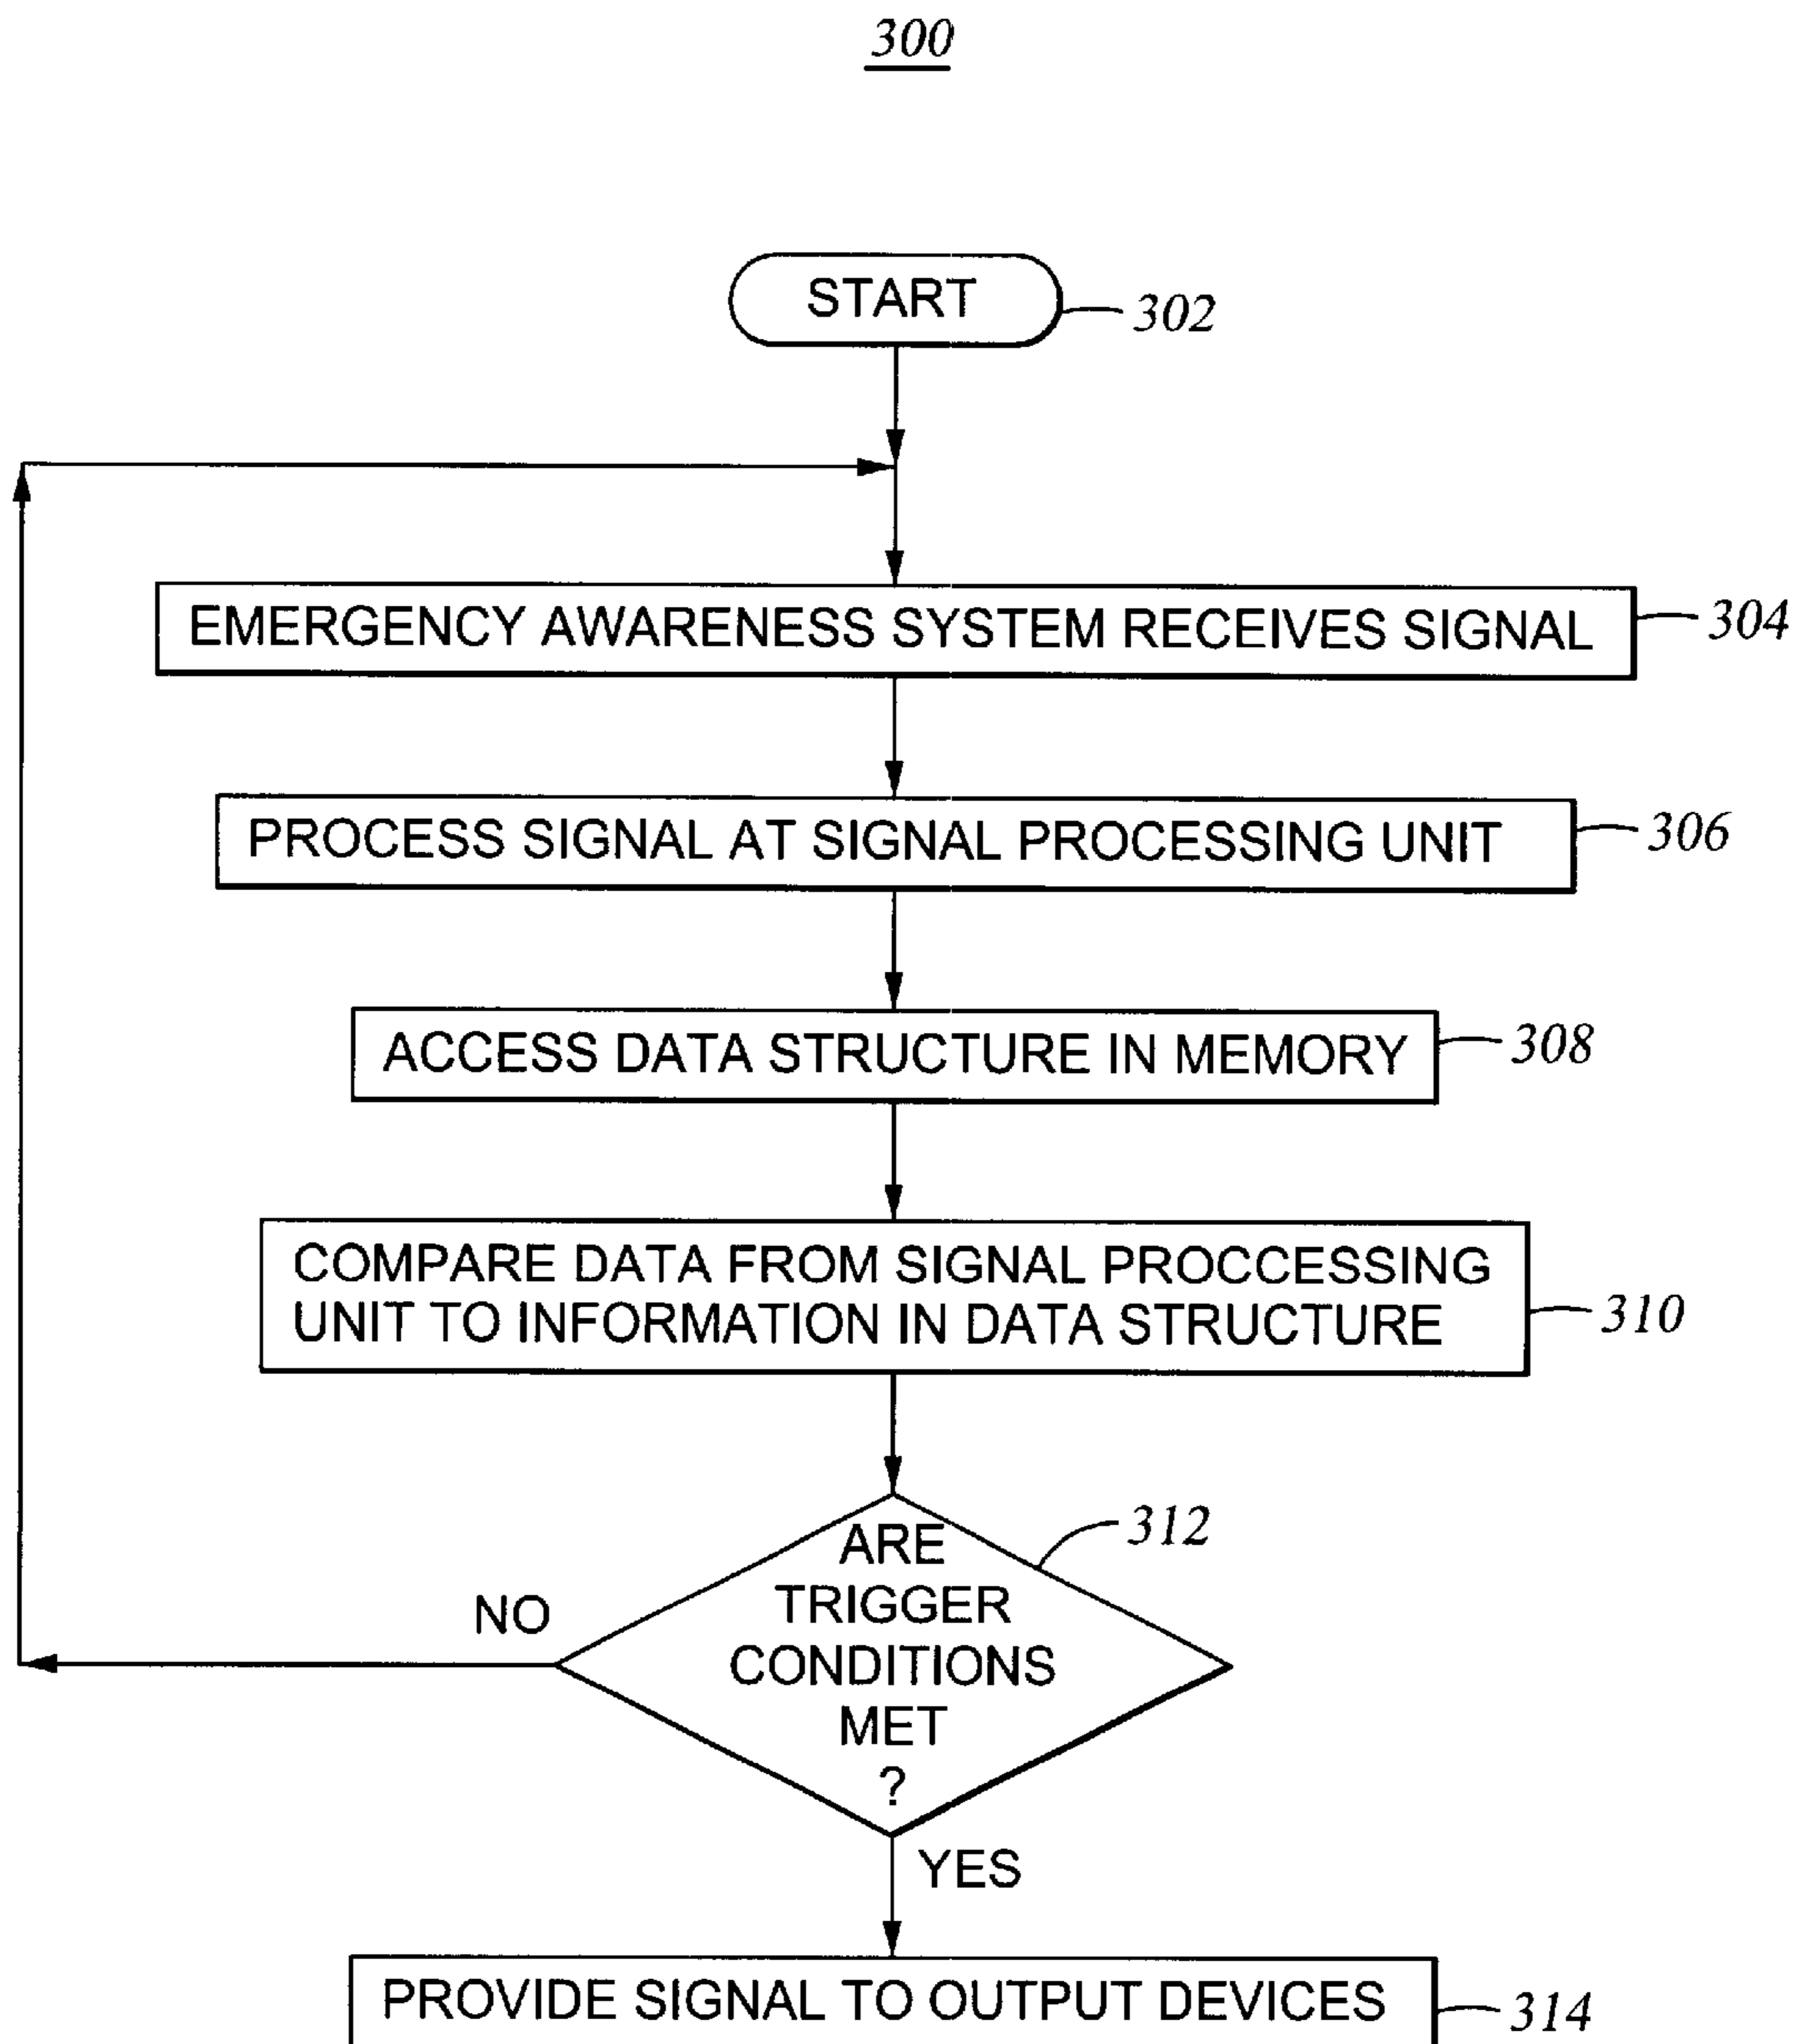 300
START
302
EMERGENCY AWARENESS SYSTEM RECEIVES SIGNAL
304
PROCESS SIGNAL AT SIGNAL PROCESSING UNIT
306
ACCESS DATA STRUCTURE IN MEMORY
308
COMPARE DATA FROM SIGNAL PROCCESSING
UNIT TO INFORMATION IN DATA STRUCTURE
310
312
ARE
TRIGGER
CONDITIONS
MET
?
NO
YES
PROVIDE SIGNAL TO OUTPUT DEVICES
314